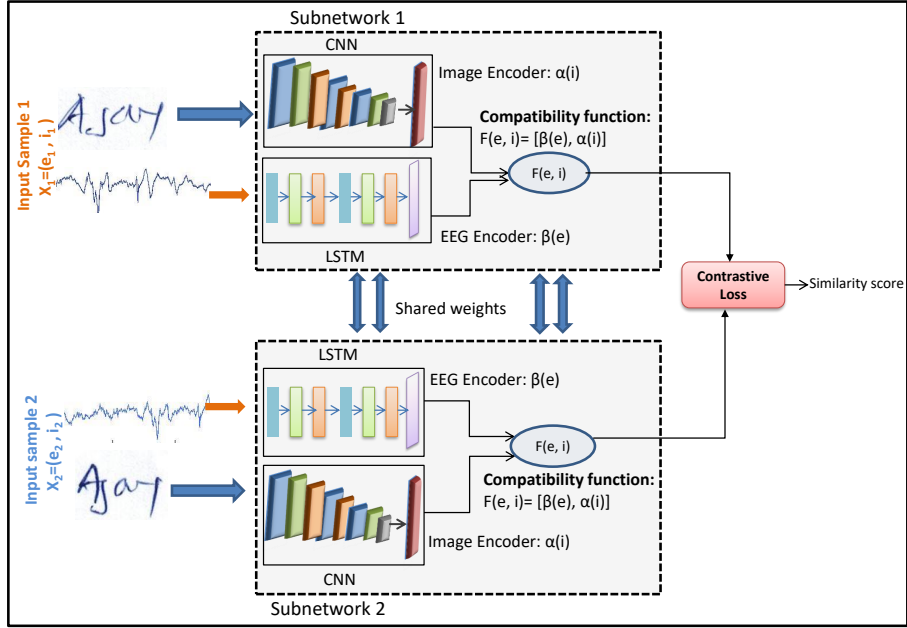 Subnetwork 1
CNN
Image Encoder: α(i)
Input Sample 1
X₁=(e₁ , i₁)
Ajay
Compatibility function:
F(e, i)= [β(e), α(i)]
F(e, i)
EEG Encoder: β(e)
LSTM
Contrastive
Loss
Similarity score
Shared weights
LSTM
EEG Encoder: β(e)
Input sample 2
X₂=(e₂ , i₂)
F(e, i)
Ajay
Compatibility function:
F(e, i)= [β(e), α(i)]
Image Encoder: α(i)
CNN
Subnetwork 2